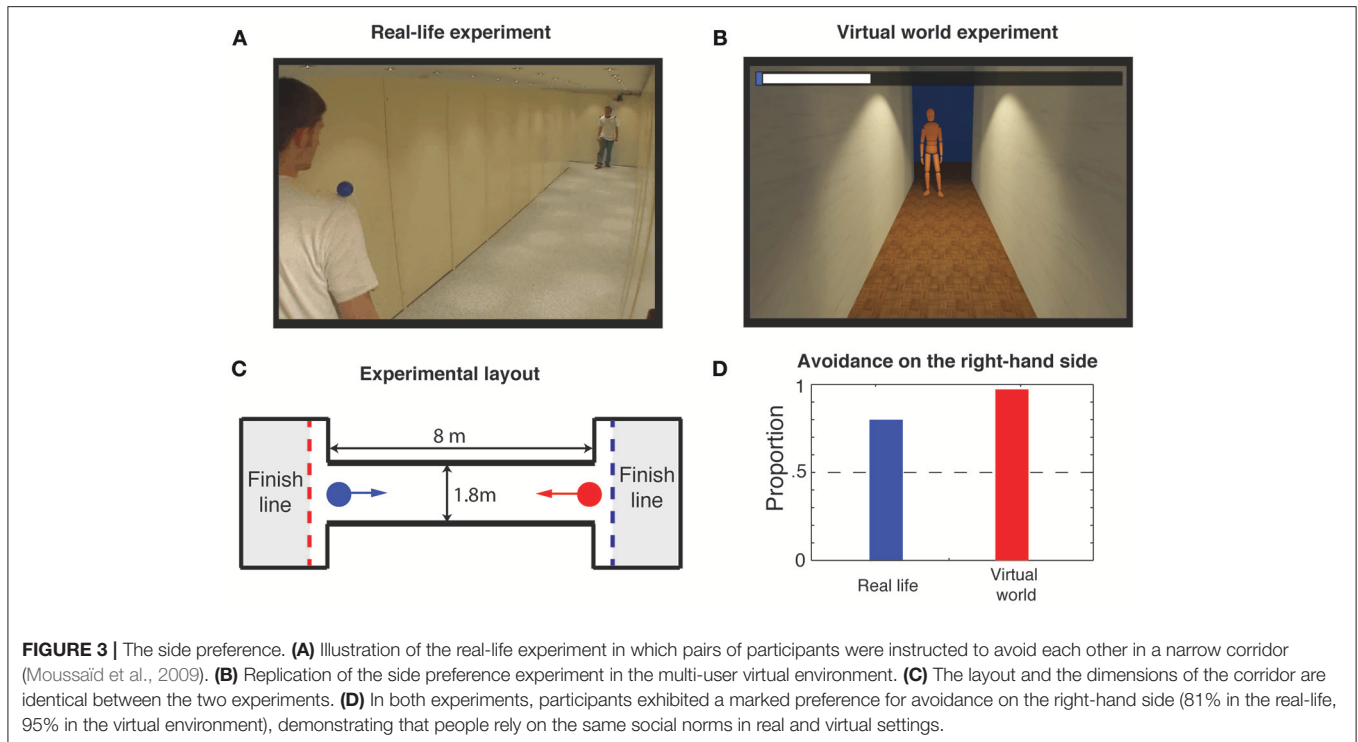 A
Real-life experiment
B
Virtual world experiment
C
Experimental layout
8 m
1.8m
Finish
line
Finish
line
D
Avoidance on the right-hand side
Proportion
1
.5
0
Real life
Virtual
world
FIGURE 3 | The side preference. (A) Illustration of the real-life experiment in which pairs of participants were instructed to avoid each other in a narrow corridor
(Moussaïd et al., 2009). (B) Replication of the side preference experiment in the multi-user virtual environment. (C) The layout and the dimensions of the corridor are
identical between the two experiments. (D) In both experiments, participants exhibited a marked preference for avoidance on the right-hand side (81% in the real-life,
95% in the virtual environment), demonstrating that people rely on the same social norms in real and virtual settings.